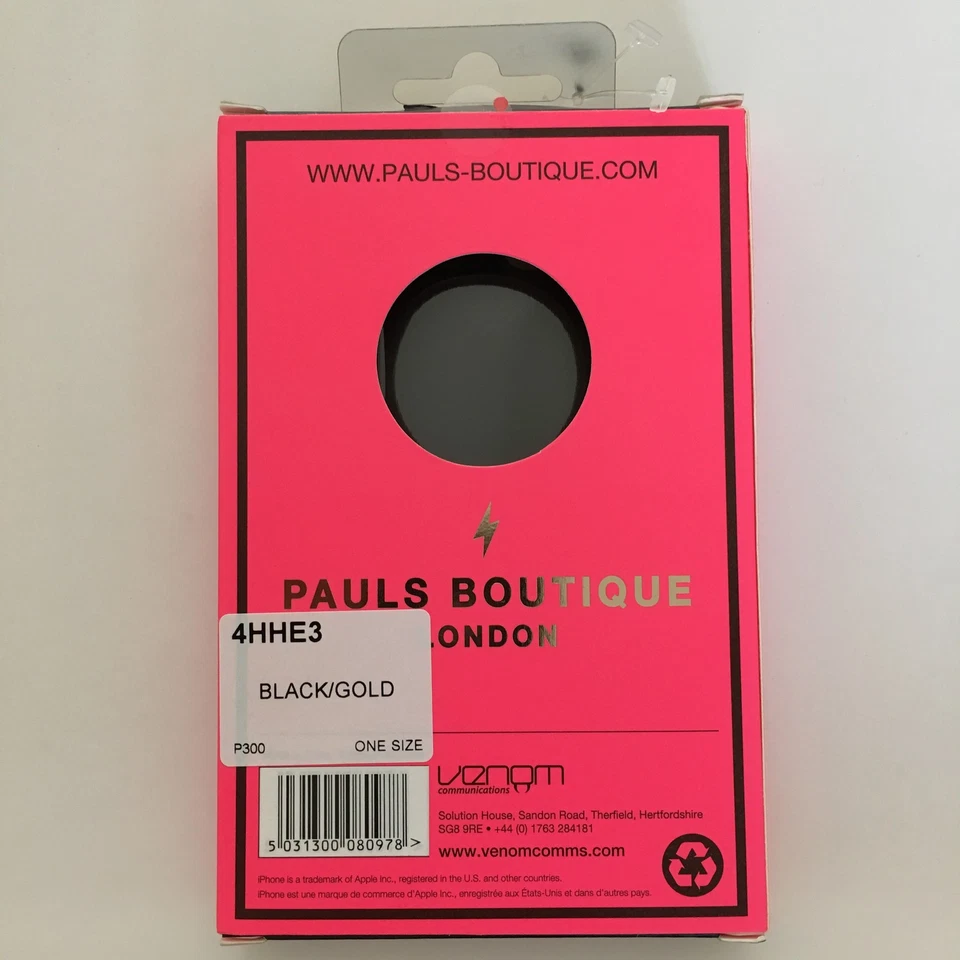 WWW.PAULS-BOUTIQUE.COM
PAULS BOUTIQUE
LONDON
4HHE3
BLACK/GOLD
P300 ONE SIZE
venom
communications
Solution House, Sandon Road, Therfield, Hertfordshire
SG8 9RE • +44 (0) 1763 284181
www.venomcomms.com
5 031300 080978 >
iPhone is a trademark of Apple Inc., registered in the U.S. and other countries.
iPhone est une marque de commerce d'Apple Inc., enregistrée aux États-Unis et dans d'autres pays.